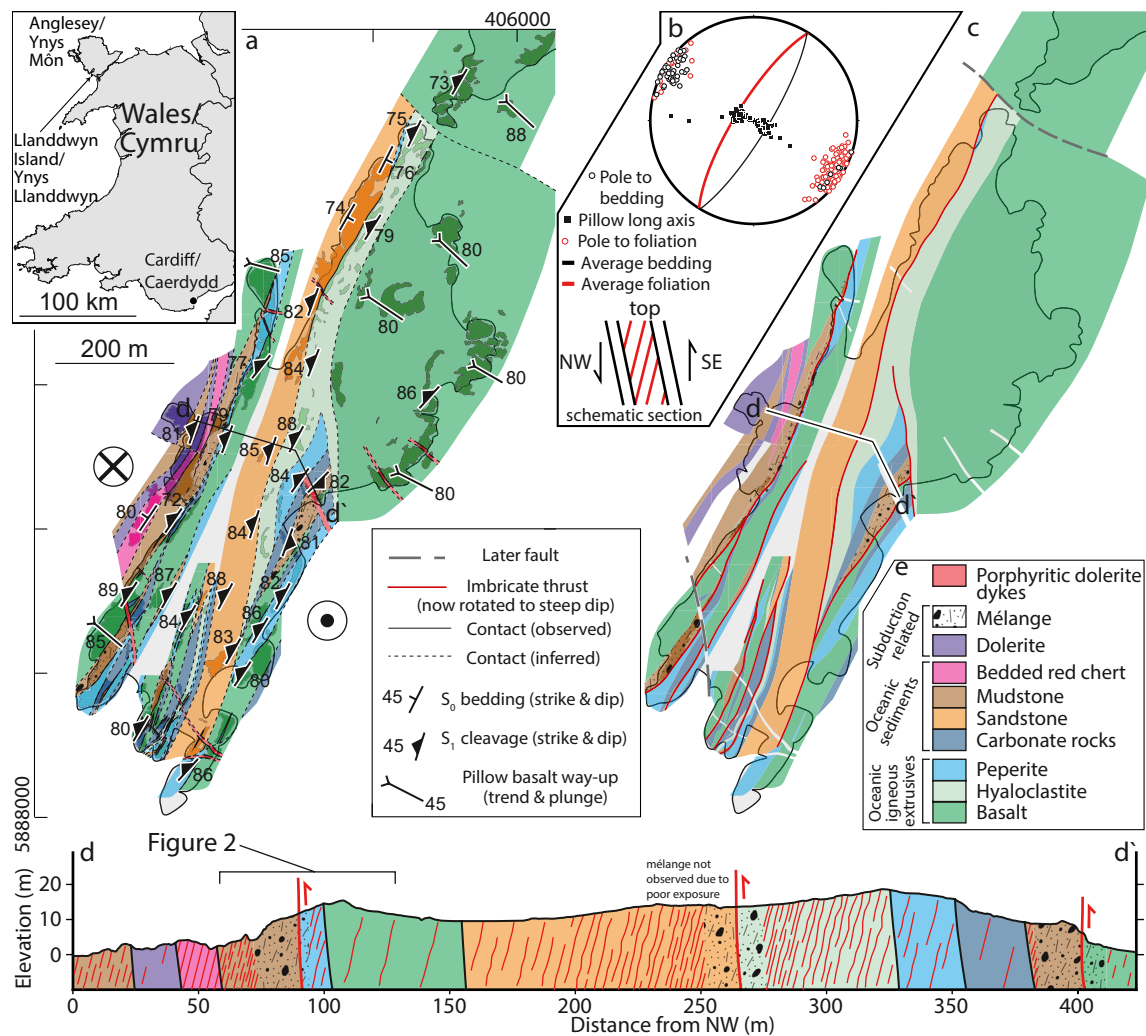 Anglesey/
Ynys
Môn
Wales/
Cymru
Llanddwyn
Island/
Ynys
Llanddwyn
Cardiff/
Caerdydd
100 km
a
406000
73
88
75
76
74
79
80
85
82
80
77
84
80
86
200 m
d
81
79
88
85
84
82
80
d`
80
72
84
81
89
87
88
82
84
86
85
83
80
80
86
5888000
b
Pole to
bedding
Pillow long axis
Pole to foliation
Average bedding
Average foliation
top
NW
SE
schematic section
c
d
d`
Later fault
Imbricate thrust
(now rotated to steep dip)
Contact (observed)
Contact (inferred)
45 S0 bedding (strike & dip)
45 S1 cleavage (strike & dip)
Pillow basalt way-up
45 (trend & plunge)
e
Subduction
related
Porphyritic dolerite
dykes
Mélange
Dolerite
Oceanic
sediments
Bedded red chert
Mudstone
Sandstone
Carbonate rocks
Oceanic
igneous
extrusives
Peperite
Hyaloclastite
Basalt
d
Figure 2
d`
mélange not
observed due to
poor exposure
Elevation (m)
20
10
0
0 50 100 150 200 250 300 350 400
Distance from NW (m)